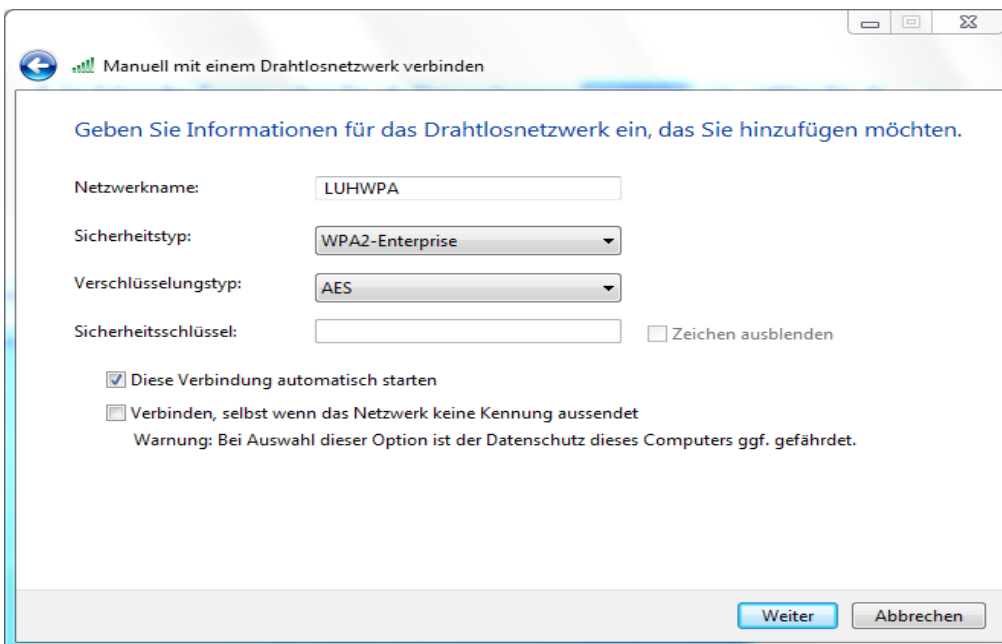 Manuell mit einem Drahtlosnetzwerk verbinden
Geben Sie Informationen für das Drahtlosnetzwerk ein, das Sie hinzufügen möchten.
Netzwerkname: LUHWPA
Sicherheitstyp: WPA2-Enterprise
Verschlüsselungstyp: AES
Sicherheitsschlüssel: Zeichen ausblenden
Diese Verbindung automatisch starten
Verbinden, selbst wenn das Netzwerk keine Kennung aussendet
Warnung: Bei Auswahl dieser Option ist der Datenschutz dieses Computers ggf. gefährdet.
Weiter Abbrechen